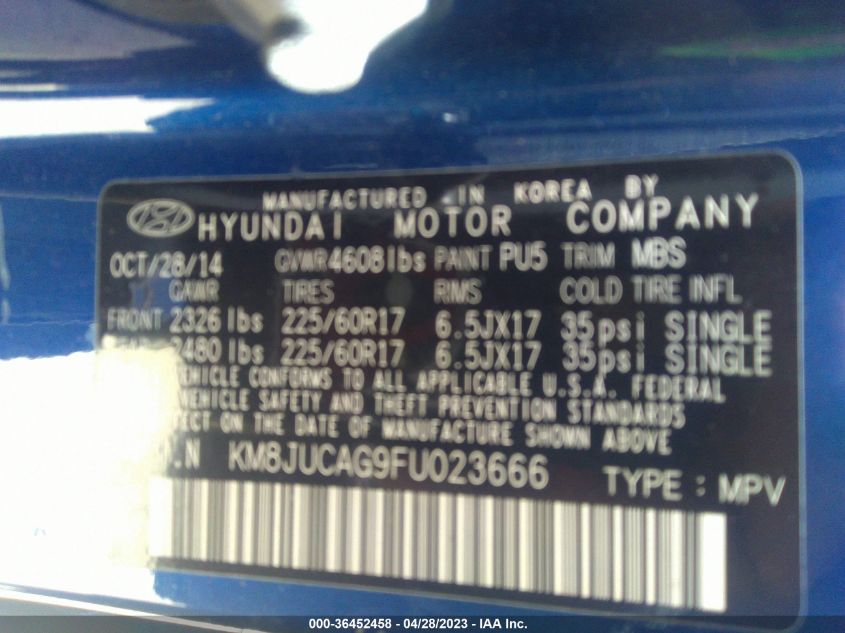 MANUFACTURED IN KOREA BY
HYUNDAI MOTOR COMPANY
OCT/28/14 GVWR 4608 lbs PAINT PU5 TRIM MBS
GAWR TIRES RIMS COLD TIRE INFL
FRONT 2326 lbs 225/60R17 6.5JX17 35psi SINGLE
2480 lbs 225/60R17 6.5JX17 35psi SINGLE
VEHICLE CONFORMS TO ALL APPLICABLE U.S.A. FEDERAL
VEHICLE SAFETY AND THEFT PREVENTION STANDARDS
ON THE DATE OF MANUFACTURE SHOWN ABOVE
KM8JUCAG9FU023666 TYPE : MPV
000-36452458 - 04/28/2023 - IAA Inc.